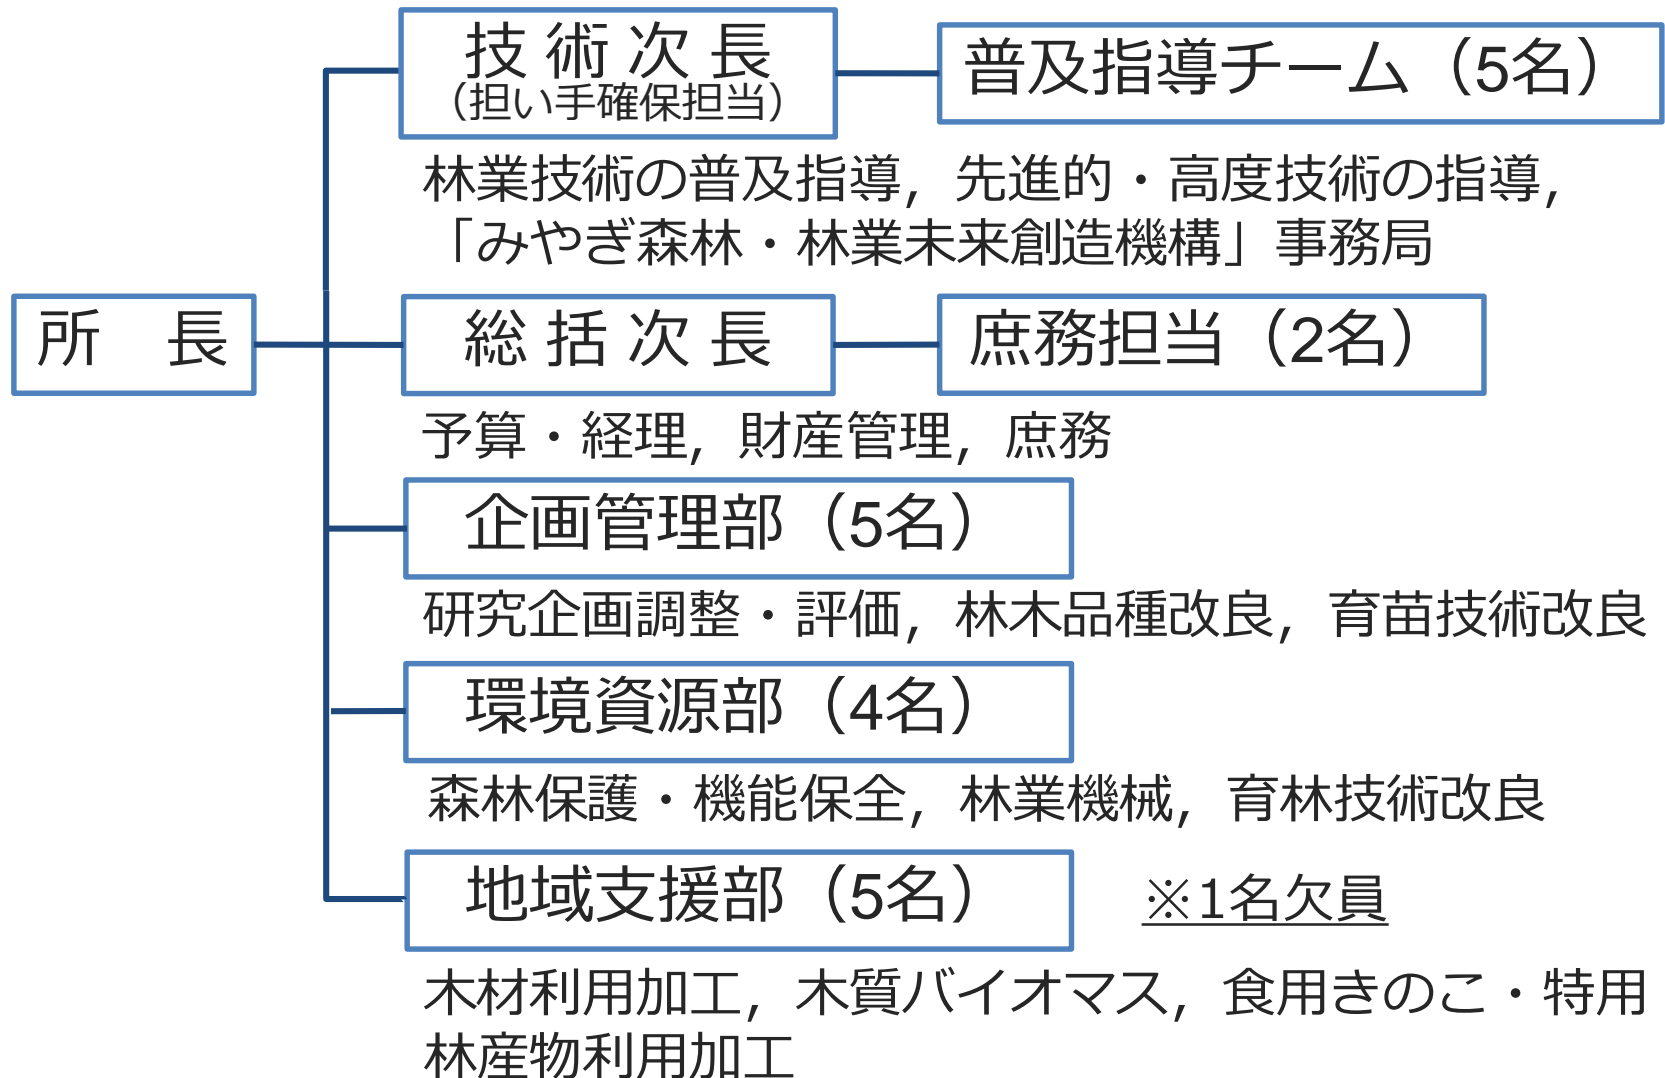 技術次長
（担い手確保担当）
普及指導チーム（5名）
林業技術の普及指導，先進的・高度技術の指導，
「みやぎ森林・林業未来創造機構」事務局
所　長
総括次長
庶務担当（2名）
予算・経理，財産管理，庶務
企画管理部（5名）
研究企画調整・評価，林木品種改良，育苗技術改良
環境資源部（4名）
森林保護・機能保全，林業機械，育林技術改良
地域支援部（5名）
※1名欠員
木材利用加工，木質バイオマス，食用きのこ・特用
林産物利用加工